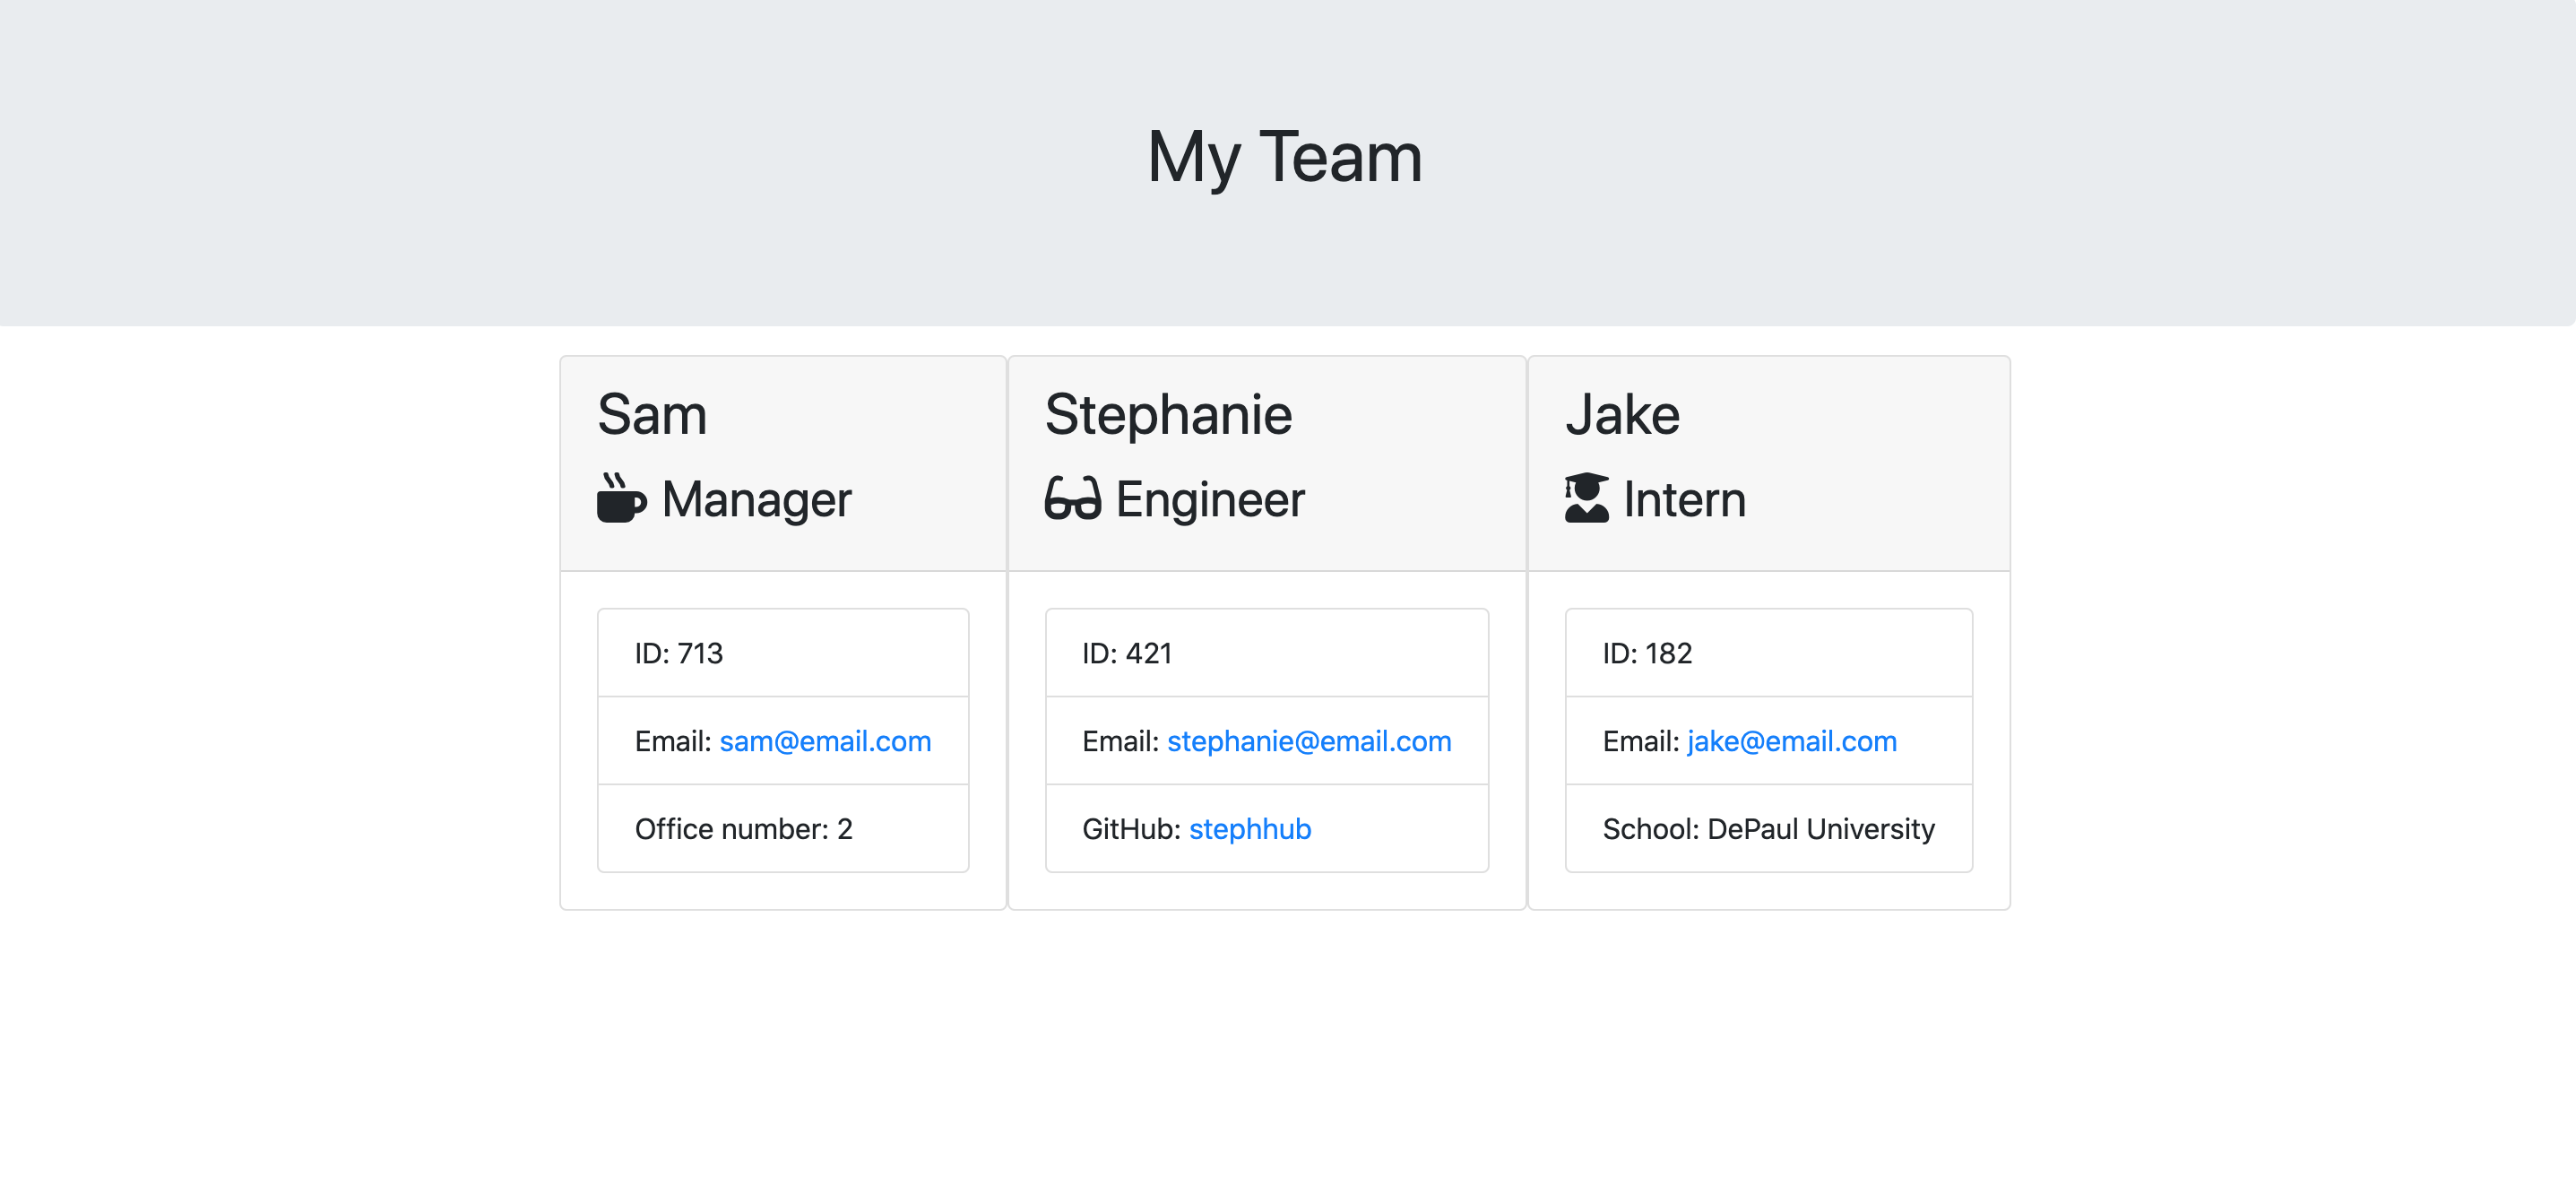 My Team
Sam
Manager
ID: 713
Email: sam@email.com
Office number: 2
Stephanie
Engineer
ID: 421
Email: stephanie@email.com
GitHub: stephhub
Jake
Intern
ID: 182
Email: jake@email.com
School: DePaul University